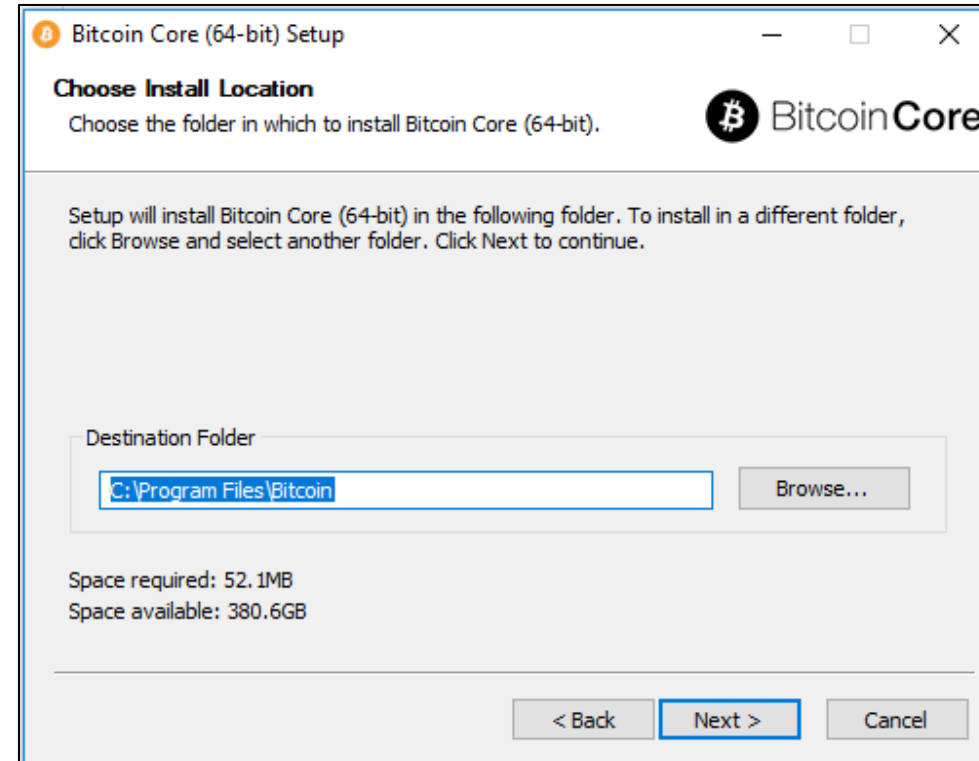 Bitcoin Core (64-bit) Setup
Choose Install Location
Choose the folder in which to install Bitcoin Core (64-bit).
BitcoinCore
Setup will install Bitcoin Core (64-bit) in the following folder. To install in a different folder,
click Browse and select another folder. Click Next to continue.
Destination Folder
C:\Program Files\Bitcoin
Browse...
Space required: 52.1MB
Space available: 380.6GB
< Back
Next >
Cancel